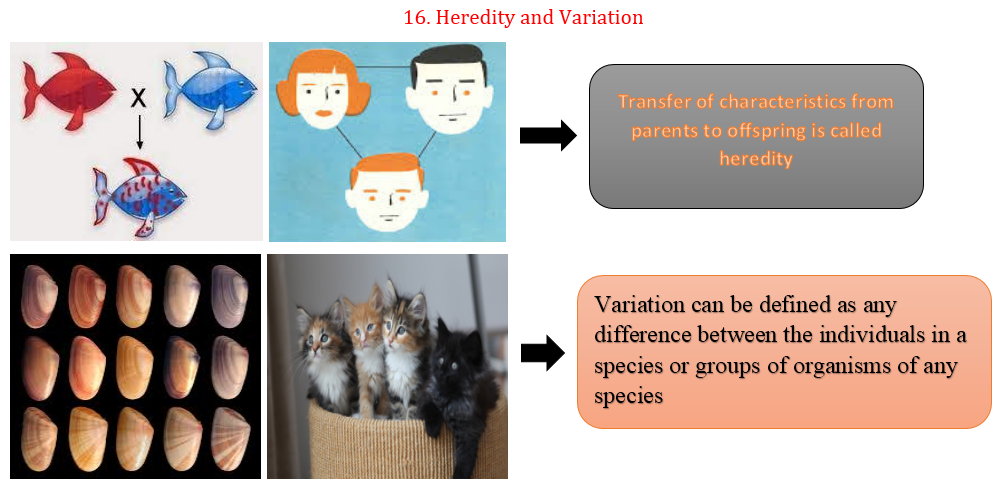 16. Heredity and Variation
X
Transfer of characteristics from
parents to offspring is called
heredity
Variation can be defined as any
difference between the individuals in a
species or groups of organisms of any
species